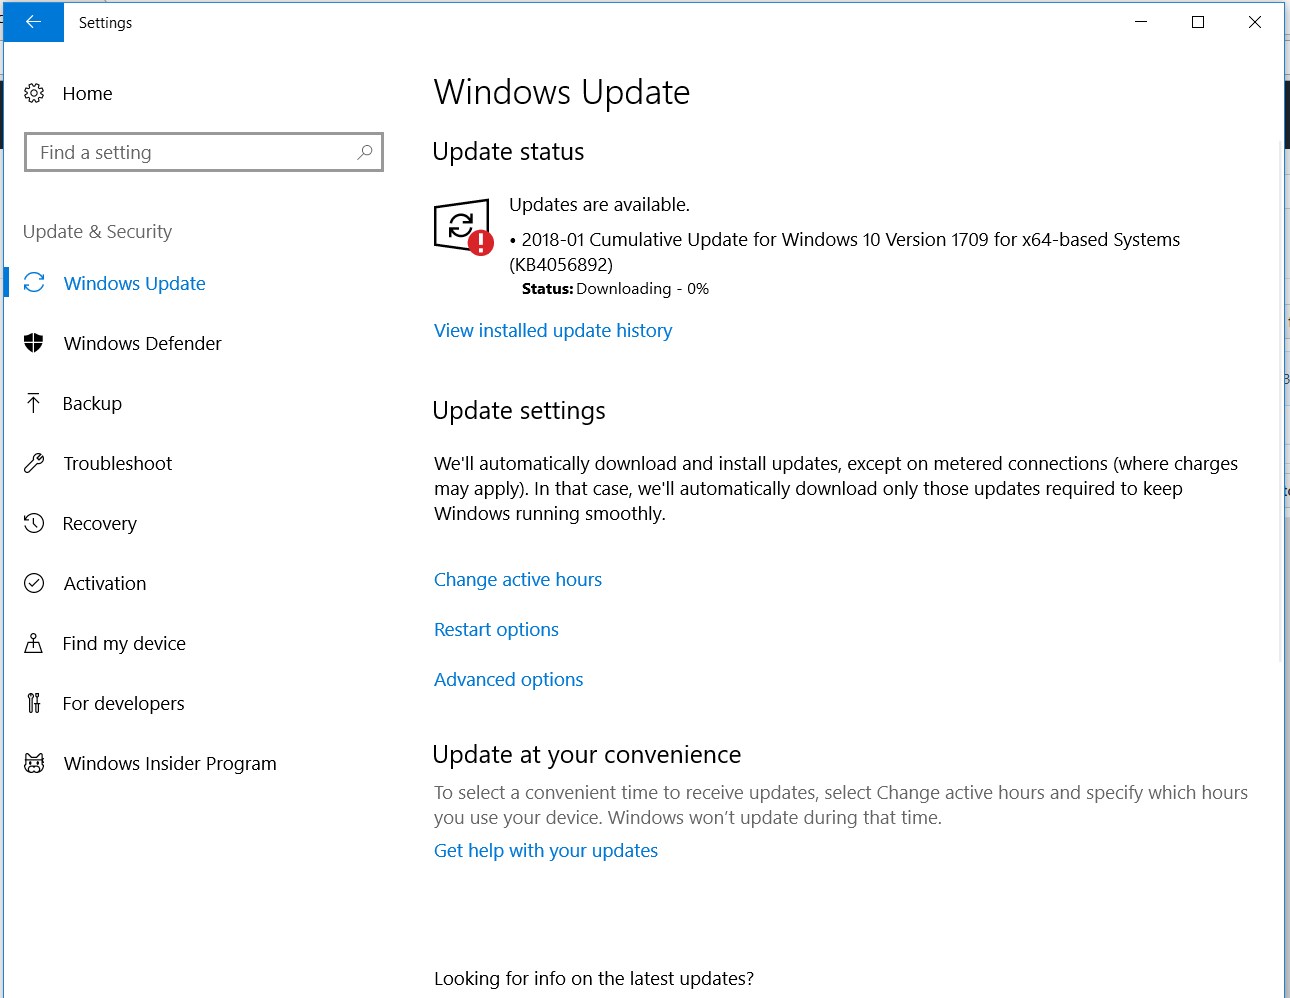 Settings
Home
Find a setting
Update & Security
Windows Update
Windows Defender
Backup
Troubleshoot
Recovery
Activation
Find my device
For developers
Windows Insider Program
Windows Update
Update status
Updates are available.
• 2018-01 Cumulative Update for Windows 10 Version 1709 for x64-based Systems
(KB4056892)
Status: Downloading - 0%
View installed update history
Update settings
We'll automatically download and install updates, except on metered connections (where charges
may apply). In that case, we'll automatically download only those updates required to keep
Windows running smoothly.
Change active hours
Restart options
Advanced options
Update at your convenience
To select a convenient time to receive updates, select Change active hours and specify which hours
you use your device. Windows won’t update during that time.
Get help with your updates
Looking for info on the latest updates?